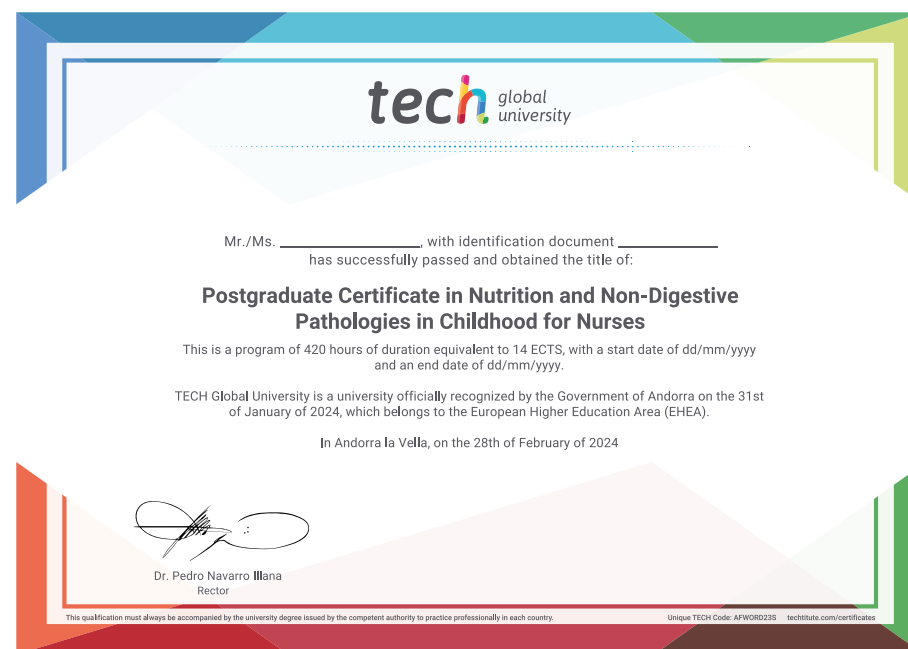 tech global
university
Mr./Ms. ____________________, with identification document ______________
has successfully passed and obtained the title of:
Postgraduate Certificate in Nutrition and Non-Digestive
Pathologies in Childhood for Nurses
This is a program of 420 hours of duration equivalent to 14 ECTS, with a start date of dd/mm/yyyy
and an end date of dd/mm/yyyy.
TECH Global University is a university officially recognized by the Government of Andorra on the 31st
of January of 2024, which belongs to the European Higher Education Area (EHEA).
In Andorra la Vella, on the 28th of February of 2024
Dr. Pedro Navarro Illana
Rector
This qualification must always be accompanied by the university degree issued by the competent authority to practice professionally in each country.
Unique TECH Code: AFWORD23S techtitute.com/certificates